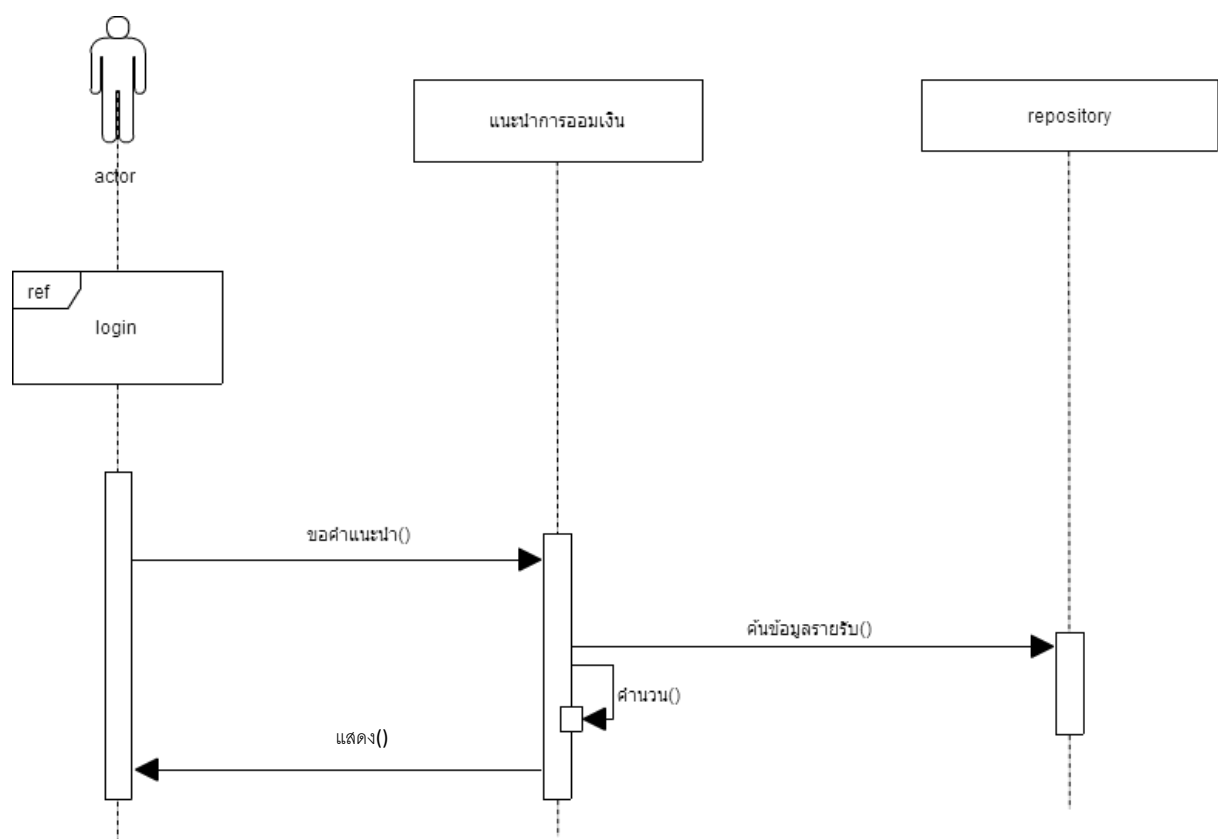 actor
แนะนำการออมเงิน
repository
ref
login
ขอคำแนะนำ()
ค้นข้อมูลรายรับ()
คำนวน()
แสดง()